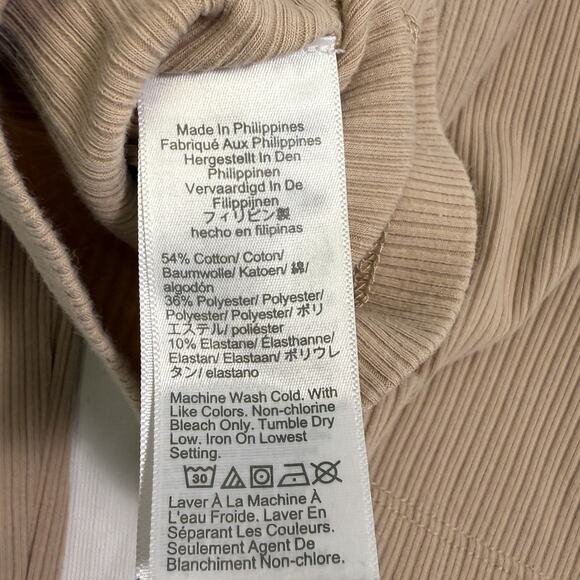 Made In Philippines
Fabriqué Aux Philippines
Hergestellt In Den
Philippinen
Vervaardigd In De
Filippijnen
フィリピン製
hecho en filipinas
54% Cotton/ Coton/
Baumwolle/ Katoen/ 綿/
algodón
36% Polyester/ Polyester/
Polyester/ Polyester/ ポリ
エステル/ poliéster
10% Elastane/ Élasthanne/
Elastan/ Elastaan/ ポリウレ
タン/ elastano
Machine Wash Cold. With
Like Colors. Non-chlorine
Bleach Only. Tumble Dry
Low. Iron On Lowest
Setting.
30
Laver À La Machine À
L'eau Froide. Laver En
Séparant Les Couleurs.
Seulement Agent De
Blanchiment Non-chlore.